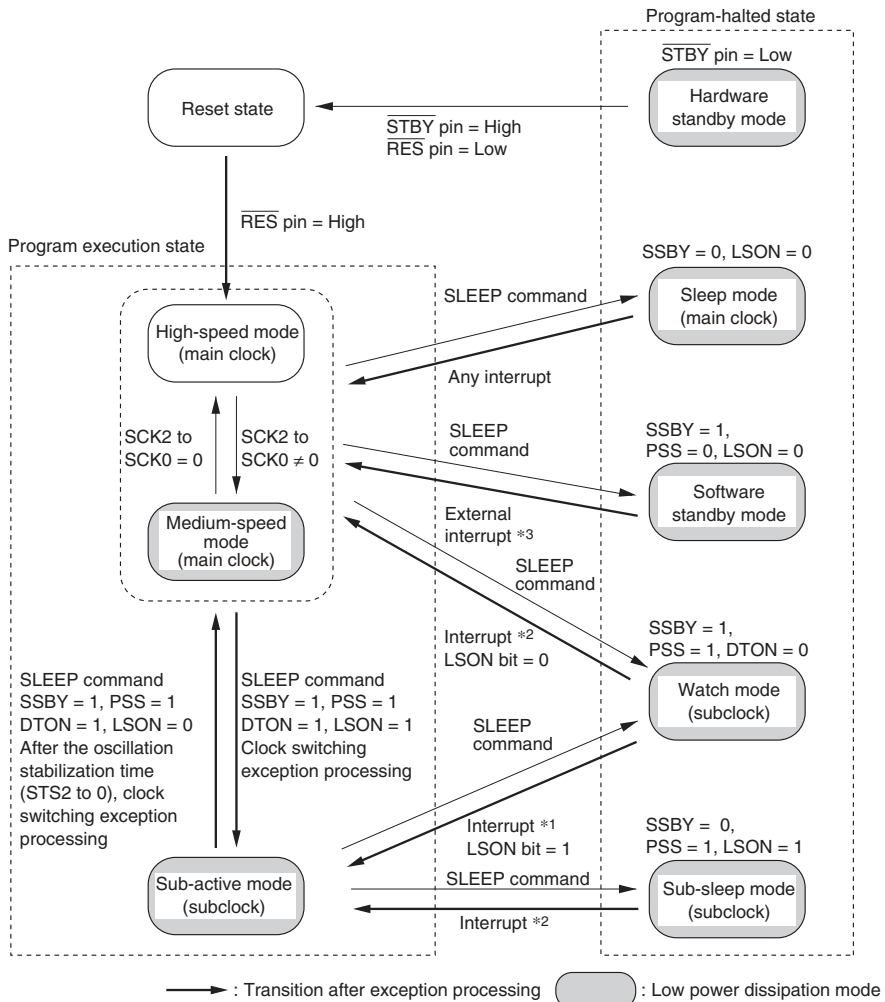 Program-halted state
STBY pin = Low
Reset state
Hardware
standby mode
STBY pin = High
RES pin = Low
RES pin = High
Program execution state
SSBY = 0, LSON = 0
SLEEP command
Sleep mode
(main clock)
High-speed mode
(main clock)
Any interrupt
SCK2 to
SCK0 = 0
SCK2 to
SCK0 ≠ 0
SLEEP
command
SSBY = 1,
PSS = 0, LSON = 0
Software
standby mode
External
interrupt *3
Medium-speed
mode
(main clock)
SLEEP
command
Interrupt *2
LSON bit = 0
SSBY = 1,
PSS = 1, DTON = 0
Watch mode
(subclock)
SLEEP command
SSBY = 1, PSS = 1
DTON = 1, LSON = 0
After the oscillation
stabilization time
(STS2 to 0), clock
switching exception
processing
SLEEP command
SSBY = 1, PSS = 1
DTON = 1, LSON = 1
Clock switching
exception processing
SLEEP
command
Interrupt *1
LSON bit = 1
SSBY = 0,
PSS = 1, LSON = 1
Sub-active mode
(subclock)
SLEEP command
Sub-sleep mode
(subclock)
Interrupt *2
: Transition after exception processing
: Low power dissipation mode